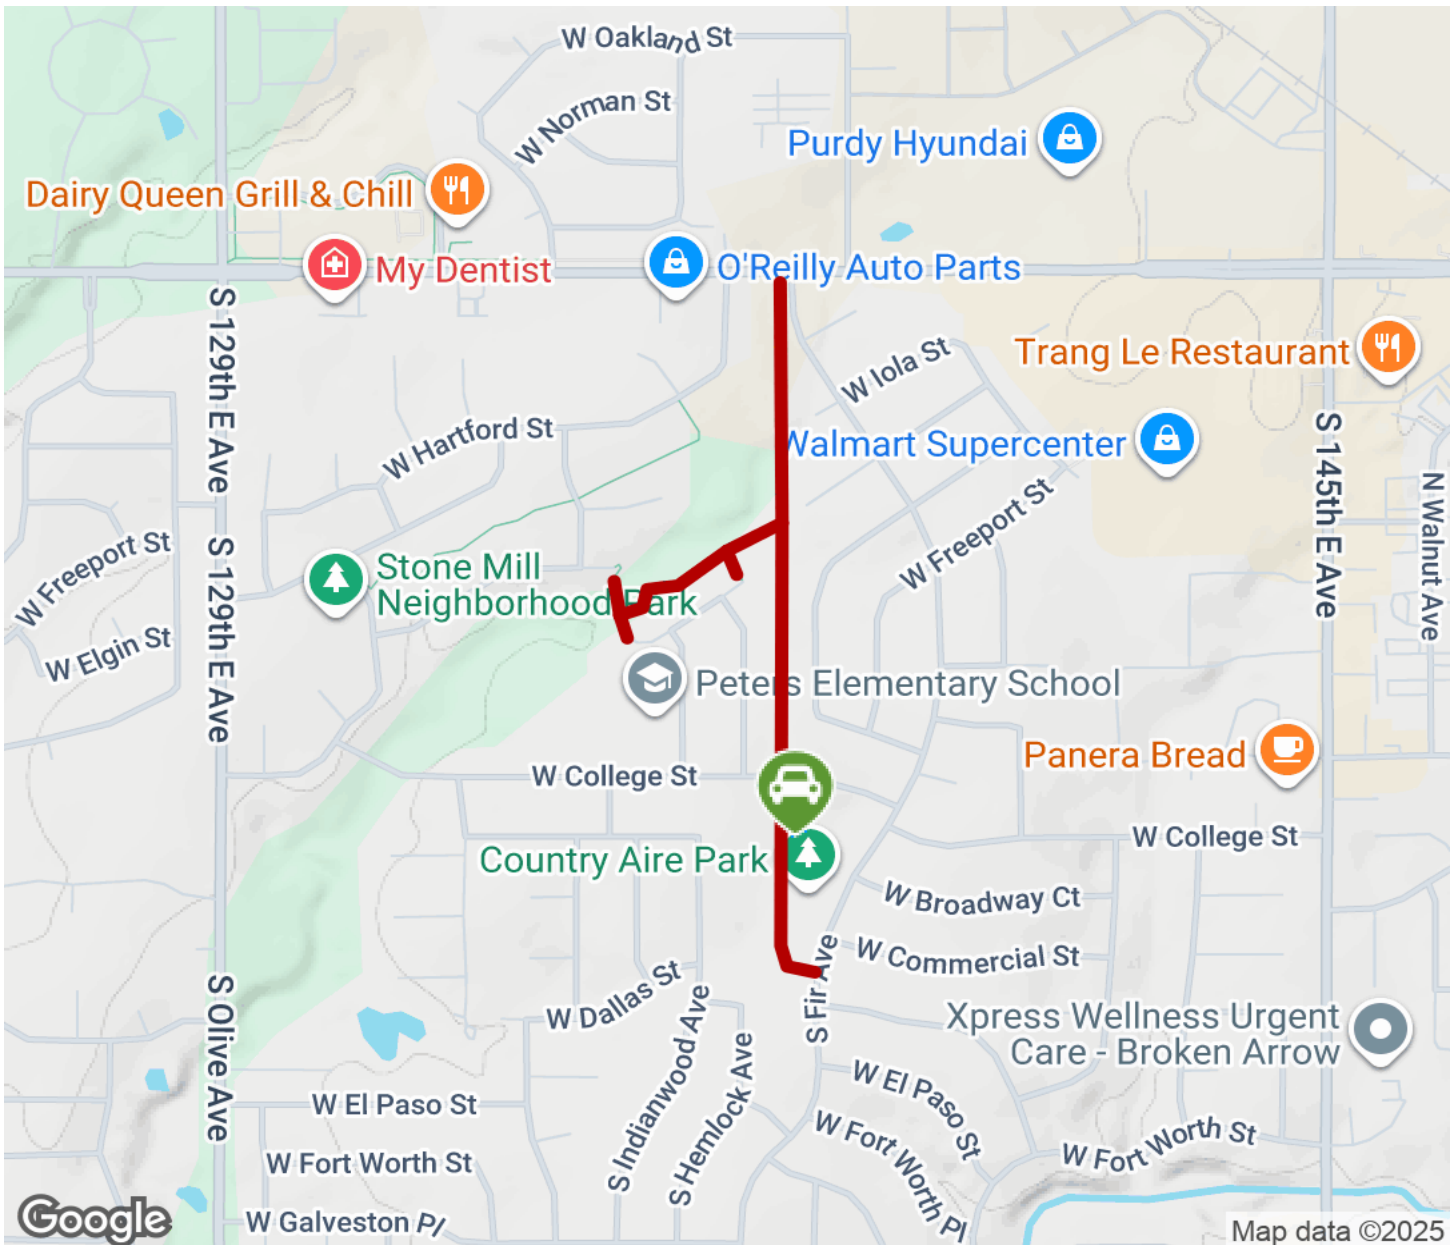 W Oakland St
W Norman St
Purdy Hyundai
Dairy Queen Grill & Chill
My Dentist
O'Reilly Auto Parts
S 129th E Ave
W Iola St
Trang Le Restaurant
W Hartford St
Walmart Supercenter
S 145th E Ave
N Walnut Ave
W Freeport St
W Freeport St
S 129th E Ave
Stone Mill
Neighborhood Park
W Elgin St
Peters Elementary School
Panera Bread
W College St
W College St
Country Aire Park
W Broadway Ct
W Commercial St
S Fir Ave
W Dallas St
S Olive Ave
S Indianwood Ave
S Hemlock Ave
Xpress Wellness Urgent
Care - Broken Arrow
W El Paso St
W El Paso St
W Fort Worth St
W Fort Worth Pl
W Fort Worth St
W Galveston Pl
Google
Map data ©2025